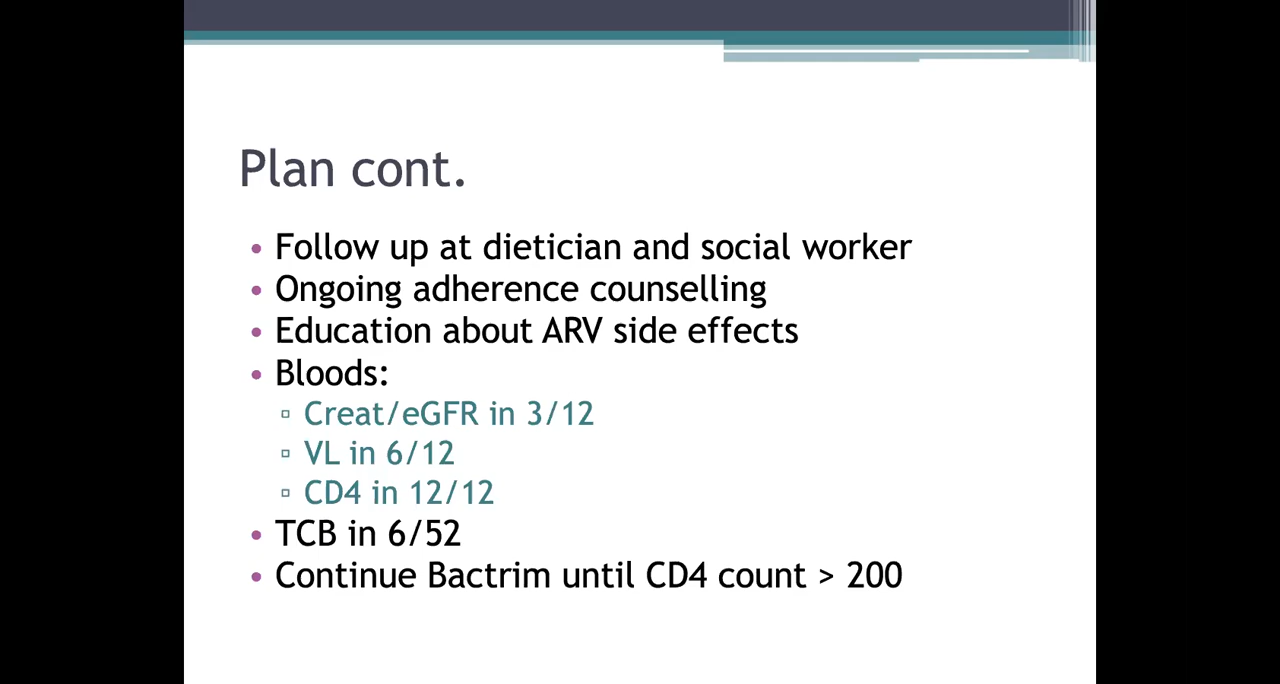 Plan cont.
• Follow up at dietician and social worker
• Ongoing adherence counselling
• Education about ARV side effects
• Bloods:
▫ Creat/eGFR in 3/12
▫ VL in 6/12
▫ CD4 in 12/12
• TCB in 6/52
• Continue Bactrim until CD4 count > 200